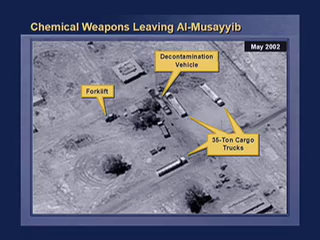 Chemical Weapons Leaving Al-Musayyib
May 2002
Decontamination
Vehicle
Forklift
35-Ton Cargo
Trucks